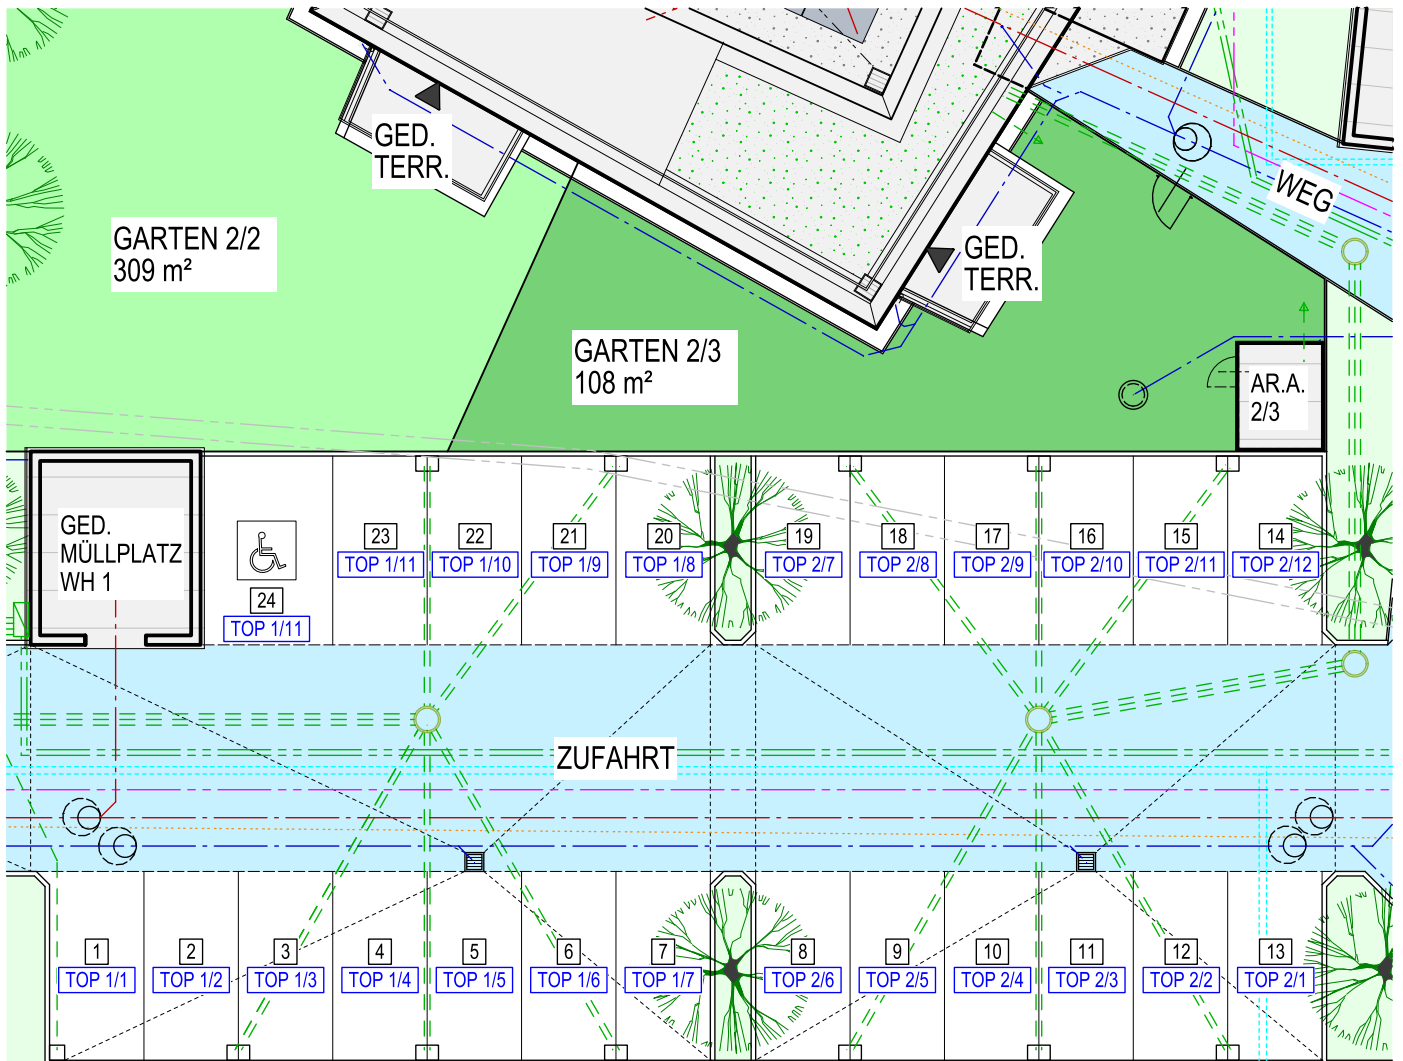 GED.
TERR.
WEG
GARTEN 2/2
309 m²
GED.
TERR.
GARTEN 2/3
108 m²
AR.A.
2/3
GED.
MÜLLPLATZ
WH 1
24
TOP 1/11
23
TOP 1/11
22
TOP 1/10
21
TOP 1/9
20
TOP 1/8
19
TOP 2/7
18
TOP 2/8
17
TOP 2/9
16
TOP 2/10
15
TOP 2/11
14
TOP 2/12
ZUFAHRT
1
TOP 1/1
2
TOP 1/2
3
TOP 1/3
4
TOP 1/4
5
TOP 1/5
6
TOP 1/6
7
TOP 1/7
8
TOP 2/6
9
TOP 2/5
10
TOP 2/4
11
TOP 2/3
12
TOP 2/2
13
TOP 2/1